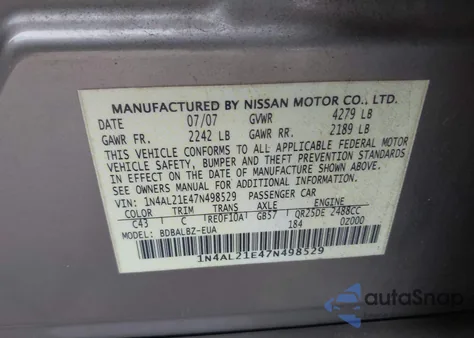 MANUFACTURED BY NISSAN MOTOR CO., LTD.
DATE 07/07 GVWR 4279 LB
GAWR FR. 2242 LB GAWR RR. 2189 LB
THIS VEHICLE CONFORMS TO ALL APPLICABLE FEDERAL MOTOR
VEHICLE SAFETY, BUMPER AND THEFT PREVENTION STANDARDS
IN EFFECT ON THE DATE OF MANUFACTURE SHOWN ABOVE.
SEE OWNER'S MANUAL FOR ADDITIONAL INFORMATION.
VIN: 1N4AL21E47N498529 PASSENGER CAR
COLOR TRIM TRANS AXLE ENGINE
C43 C RE0F10A GB57 QR25DE 2488CC
MODEL: BDBALBZ-EUA 184 0Z000
1N4AL21E47N498529
autoSnap